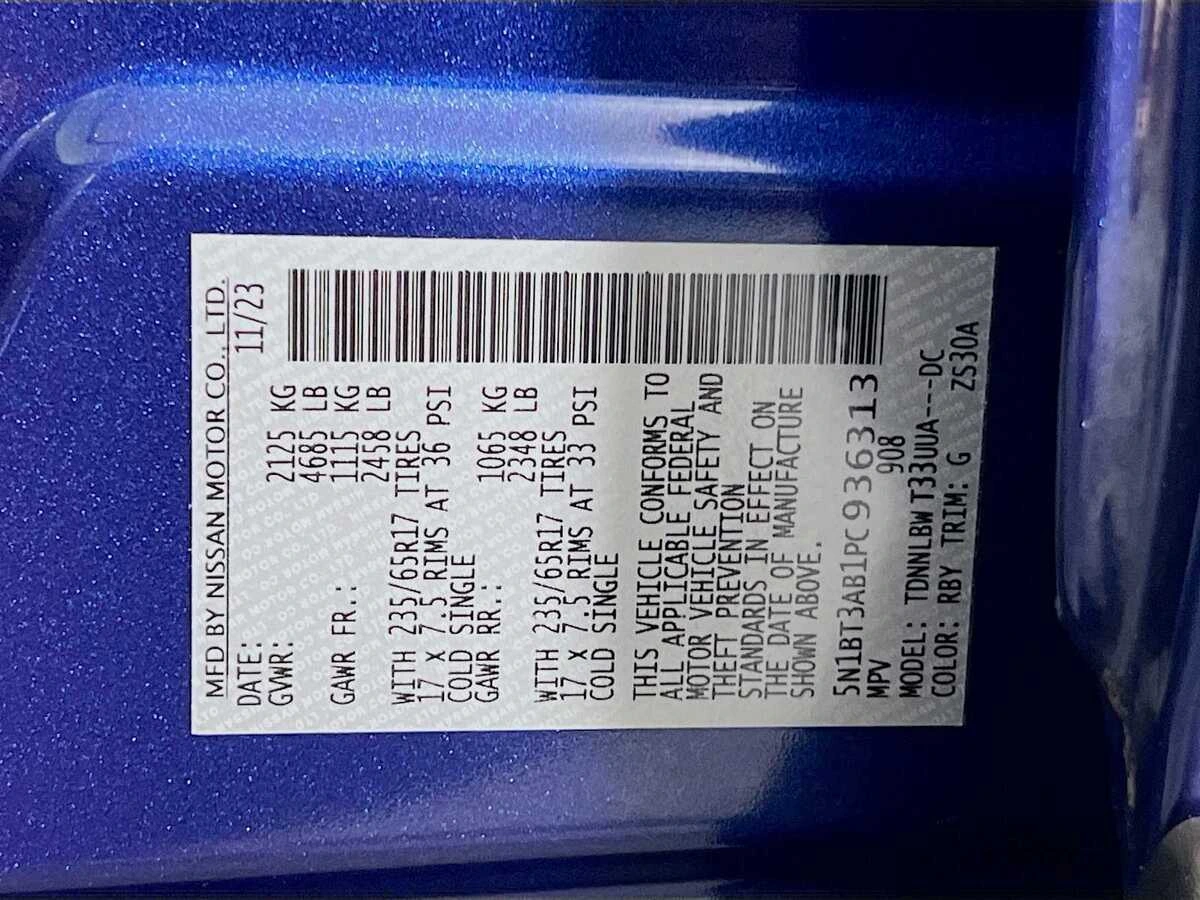 MFD BY NISSAN MOTOR CO., LTD.
DATE: 11/23
GVWR: 2125 KG
4685 LB
GAWR FR.: 1115 KG
2458 LB
WITH 235/65R17 TIRES
17 x 7.5 RIMS AT 36 PSI
COLD SINGLE
GAWR RR.: 1065 KG
2348 LB
WITH 235/65R17 TIRES
17 x 7.5 RIMS AT 33 PSI
COLD SINGLE
THIS VEHICLE CONFORMS TO
ALL APPLICABLE FEDERAL
MOTOR VEHICLE SAFETY AND
THEFT PREVENTION
STANDARDS IN EFFECT ON
THE DATE OF MANUFACTURE
SHOWN ABOVE.
5N1BT3AB1PC936313
MPV 908
MODEL: TDNNLBW T33UUA---DC
COLOR: RBY TRIM: G ZS30A